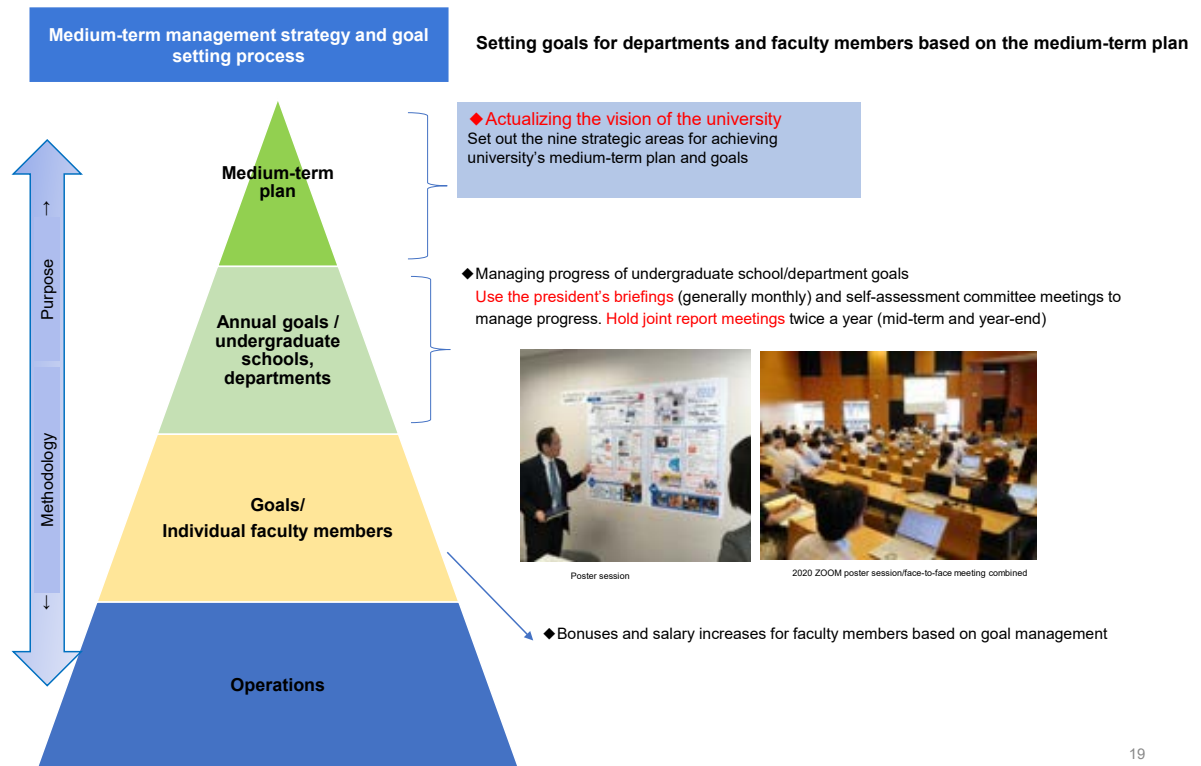 Medium-term management strategy and goal
setting process
Setting goals for departments and faculty members based on the medium-term plan
◆Actualizing the vision of the university
Set out the nine strategic areas for achieving
university's medium-term plan and goals
Medium-term
plan
← Methodology Purpose →
◆Managing progress of undergraduate school/department goals
Use the president's briefings (generally monthly) and self-assessment committee meetings to
manage progress. Hold joint report meetings twice a year (mid-term and year-end)
Annual goals /
undergraduate
schools,
departments
Goals/
Individual faculty members
Poster session
2020 ZOOM poster session/face-to-face meeting combined
◆Bonuses and salary increases for faculty members based on goal management
Operations
19